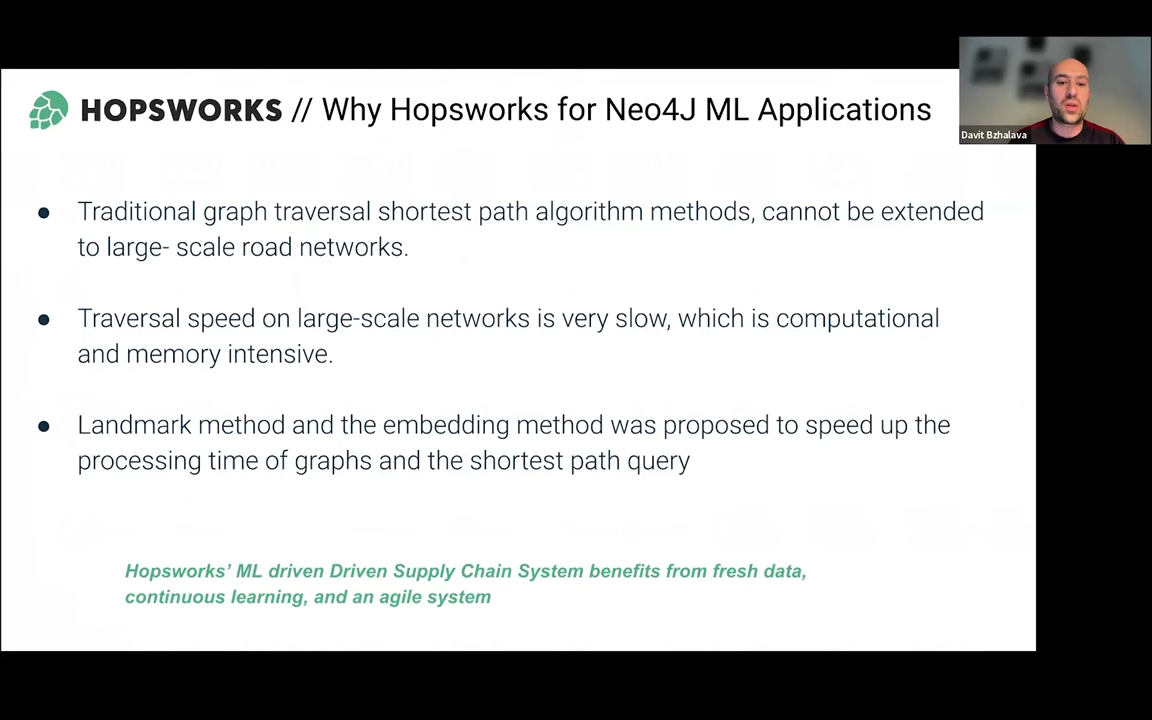 HOPSWORKS // Why Hopsworks for Neo4J ML Applications
Davit Bzhalava
● Traditional graph traversal shortest path algorithm methods, cannot be extended
to large- scale road networks.
● Traversal speed on large-scale networks is very slow, which is computational
and memory intensive.
● Landmark method and the embedding method was proposed to speed up the
processing time of graphs and the shortest path query
Hopsworks’ ML driven Driven Supply Chain System benefits from fresh data,
continuous learning, and an agile system